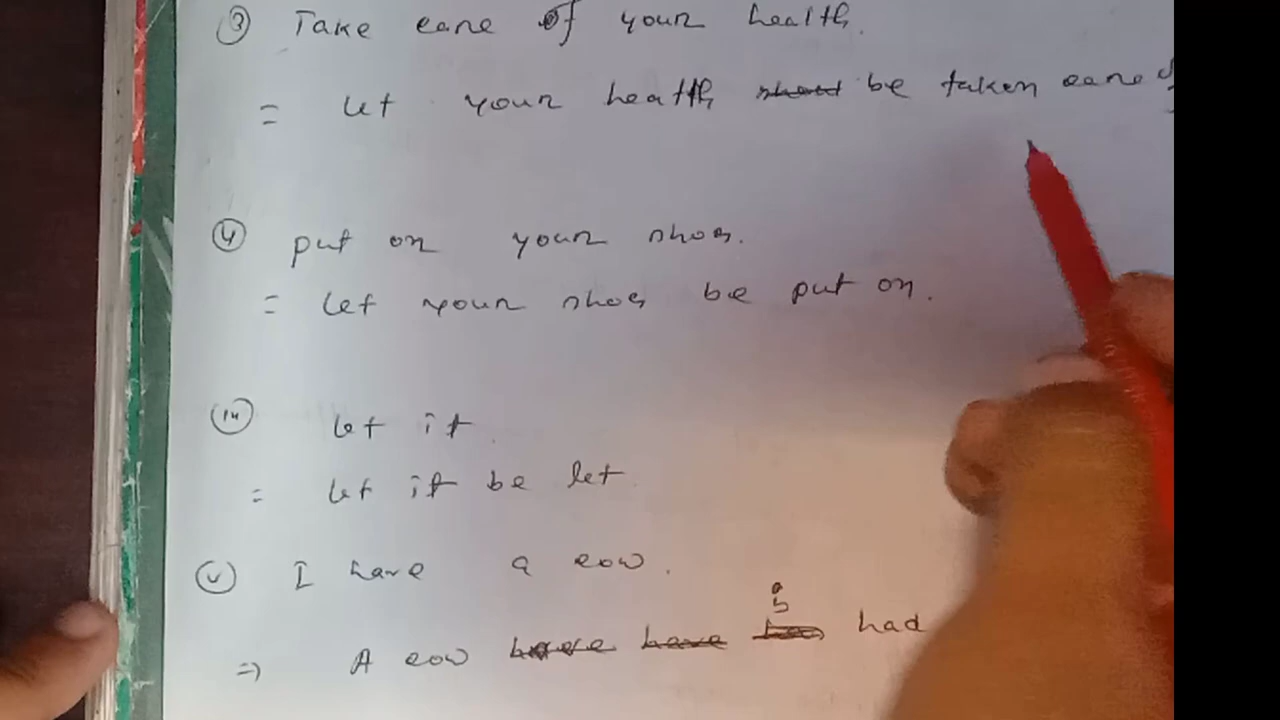 ③ Take care of your health.
= Let your health be taken care of
④ put on your shoes.
= Let your shoes be put on.
let it.
= let it be let
I have a cow.
⇒ A cow is had